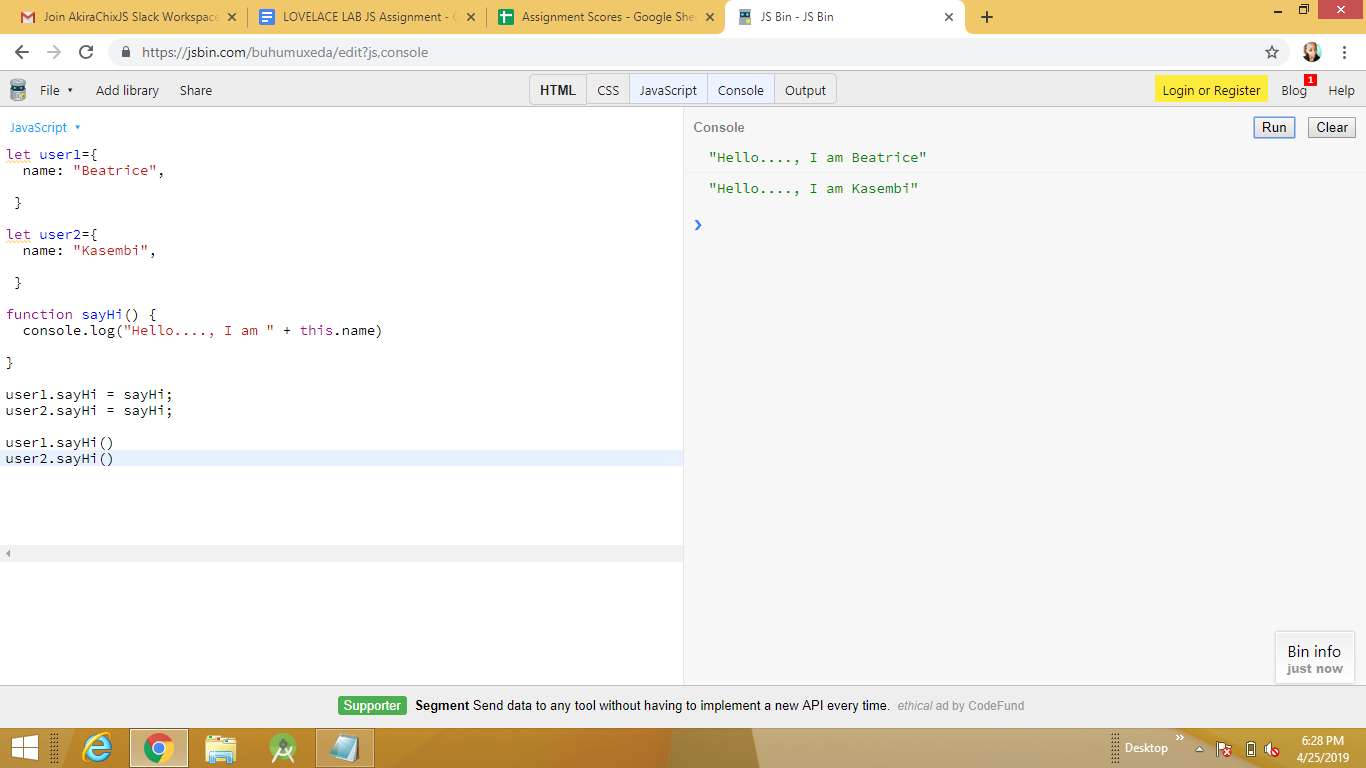 Join AkiraChixJS Slack Workspace
LOVELACE LAB JS Assignment - G
Assignment Scores - Google She
JS Bin - JS Bin
https://jsbin.com/buhumuxeda/edit?js,console
File
Add library
Share
HTML
CSS
JavaScript
Console
Output
Login or Register
Blog
1
Help
JavaScript
let user1={
name: "Beatrice",
}
let user2={
name: "Kasembi",
}
function sayHi() {
console.log("Hello...., I am " + this.name)
}
user1.sayHi = sayHi;
user2.sayHi = sayHi;
user1.sayHi()
user2.sayHi()
Console
Run
Clear
"Hello...., I am Beatrice"
"Hello...., I am Kasembi"
Bin info
just now
Supporter Segment Send data to any tool without having to implement a new API every time. ethical ad by CodeFund
Desktop
6:28 PM
4/25/2019